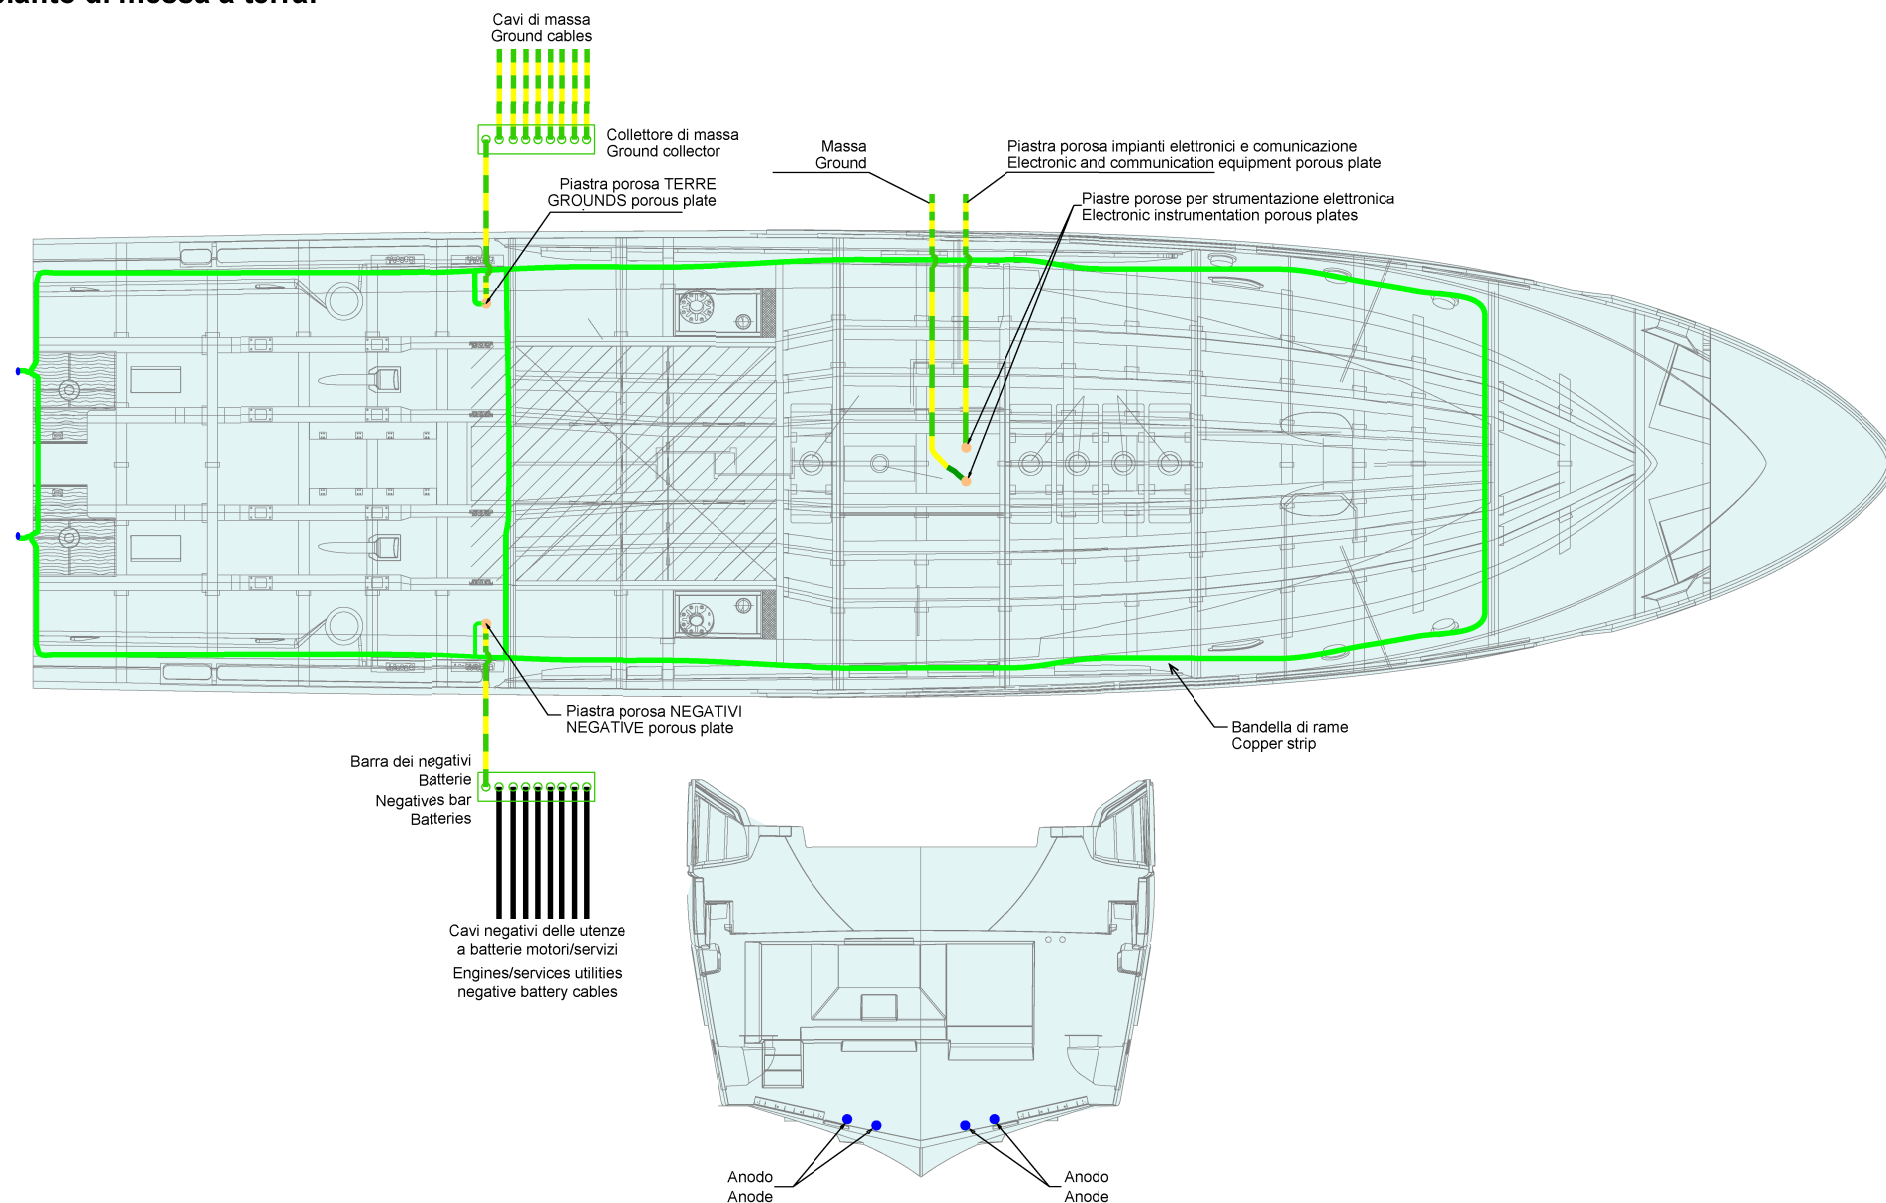 Cavi di massa
Ground cables
Collettore di massa
Ground collector
Massa
Ground
Piastra porosa impianti elettronici e comunicazione
Electronic and communication equipment porous plate
Piastra porosa TERRE
GROUNDS porous plate
Piastre porose per strumentazione elettronica
Electronic instrumentation porous plates
Piastra porosa NEGATIVI
NEGATIVE porous plate
Bandella di rame
Copper strip
Barra dei negativi
Batterie
Negatives bar
Batteries
Cavi negativi delle utenze
a batterie motori/servizi
Engines/services utilities
negative battery cables
Anodo
Anode
Anoco
Anoce